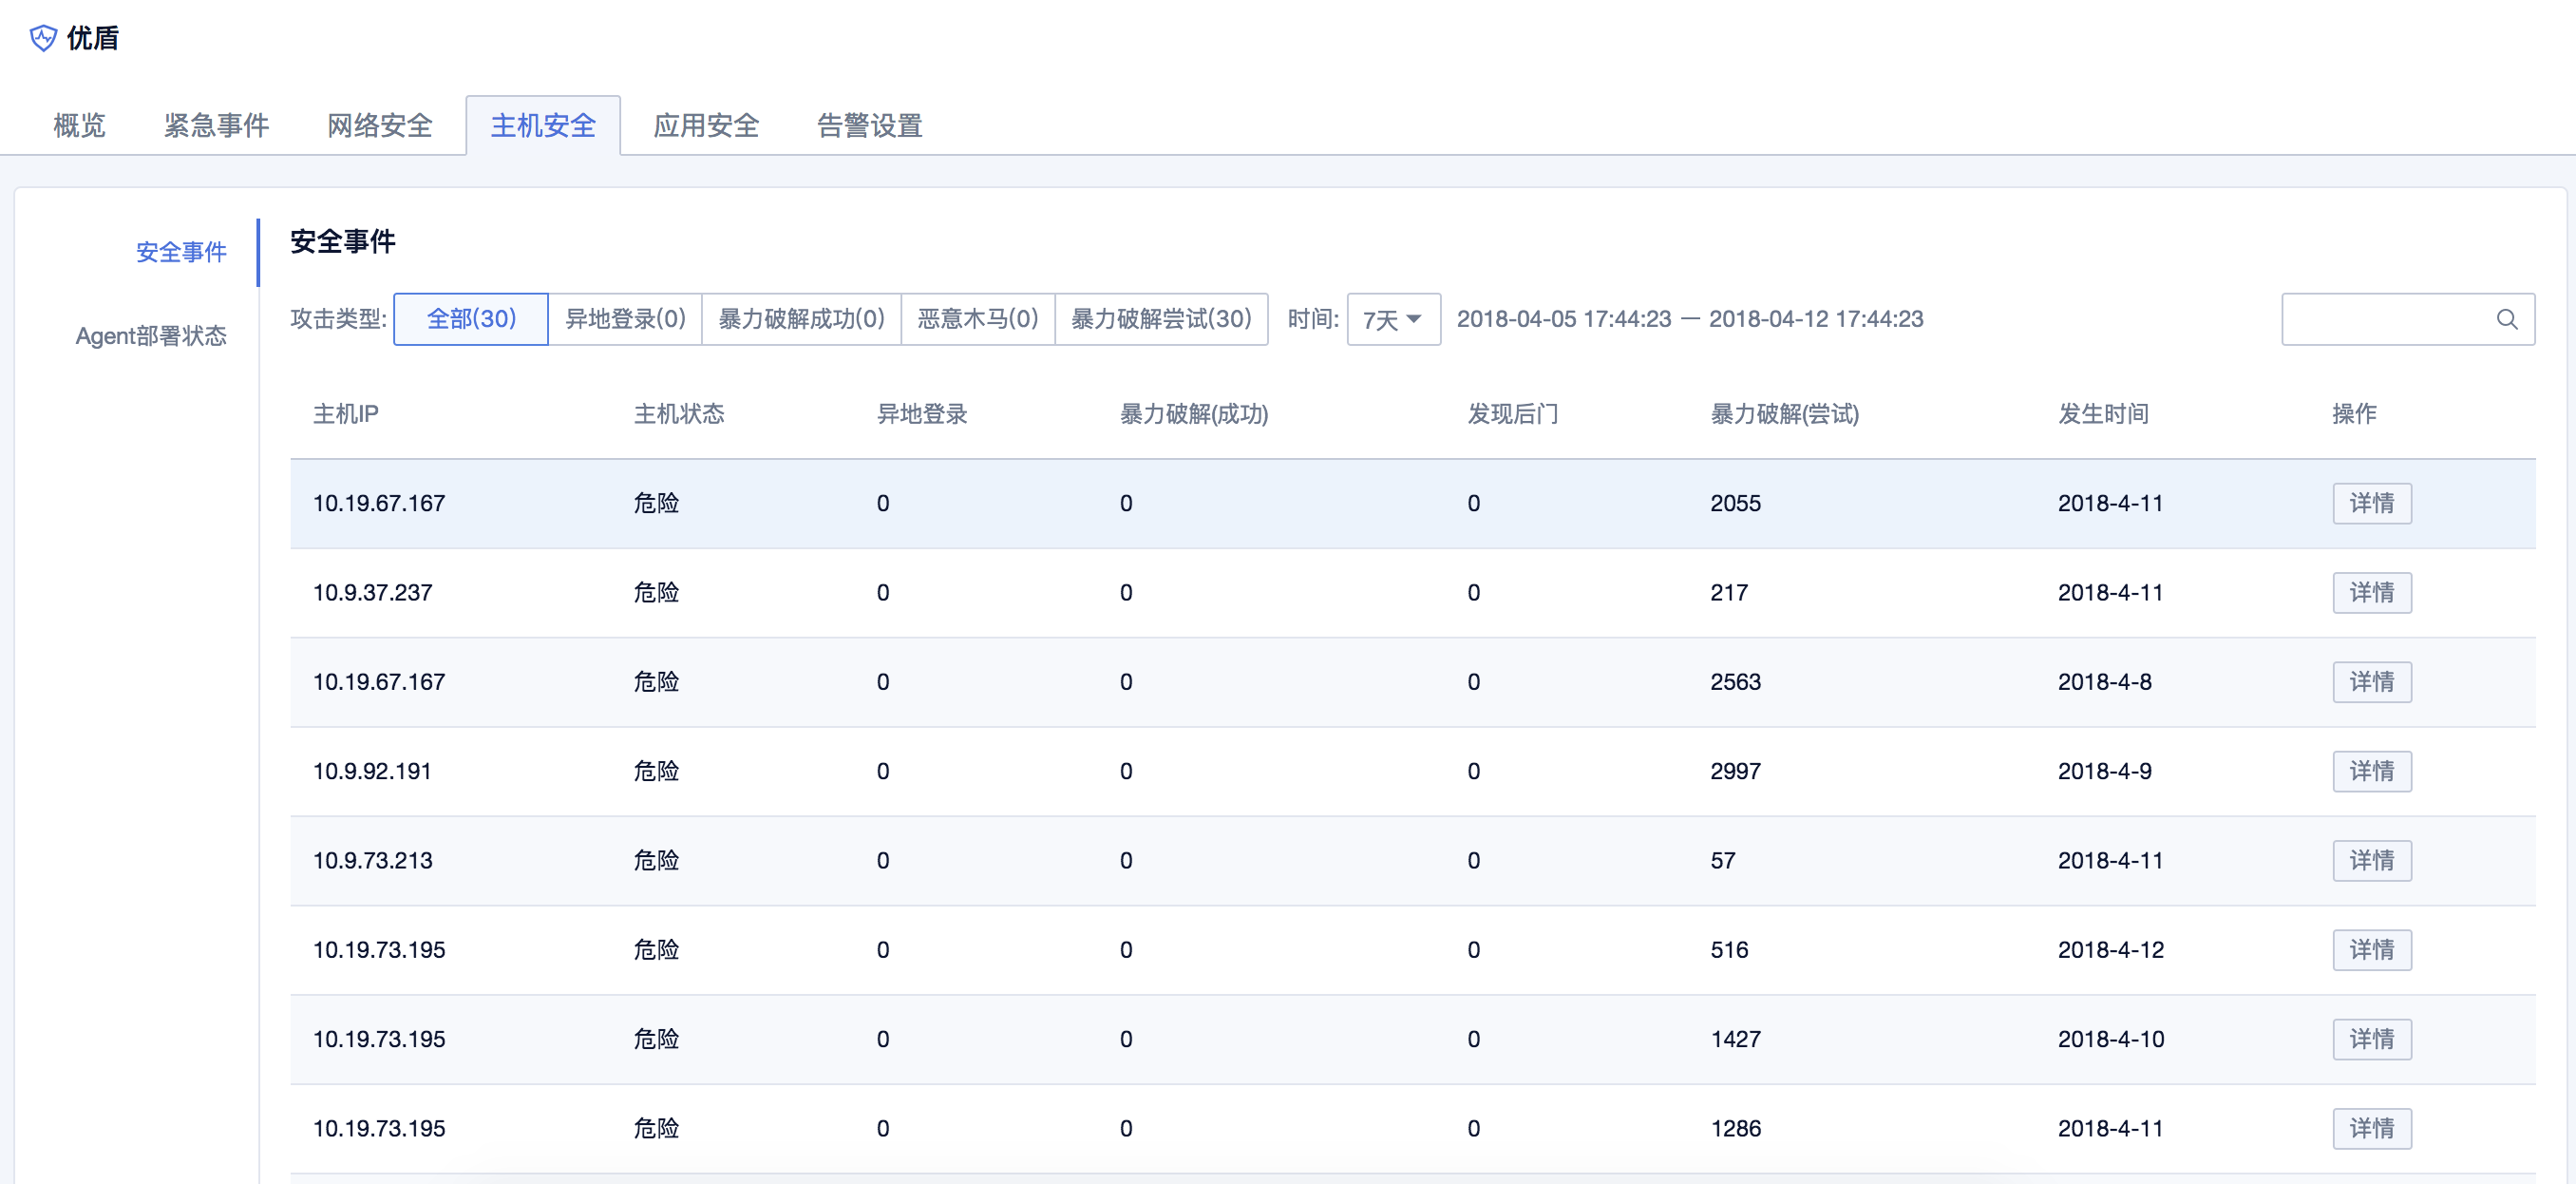 优盾
概览 紧急事件 网络安全 主机安全 应用安全 告警设置
安全事件
Agent部署状态
安全事件
攻击类型: 全部(30) 异地登录(0) 暴力破解成功(0) 恶意木马(0) 暴力破解尝试(30) 时间: 7天 2018-04-05 17:44:23 — 2018-04-12 17:44:23
主机IP 主机状态 异地登录 暴力破解(成功) 发现后门 暴力破解(尝试) 发生时间 操作
10.19.67.167 危险 0 0 0 2055 2018-4-11 详情
10.9.37.237 危险 0 0 0 217 2018-4-11 详情
10.19.67.167 危险 0 0 0 2563 2018-4-8 详情
10.9.92.191 危险 0 0 0 2997 2018-4-9 详情
10.9.73.213 危险 0 0 0 57 2018-4-11 详情
10.19.73.195 危险 0 0 0 516 2018-4-12 详情
10.19.73.195 危险 0 0 0 1427 2018-4-10 详情
10.19.73.195 危险 0 0 0 1286 2018-4-11 详情